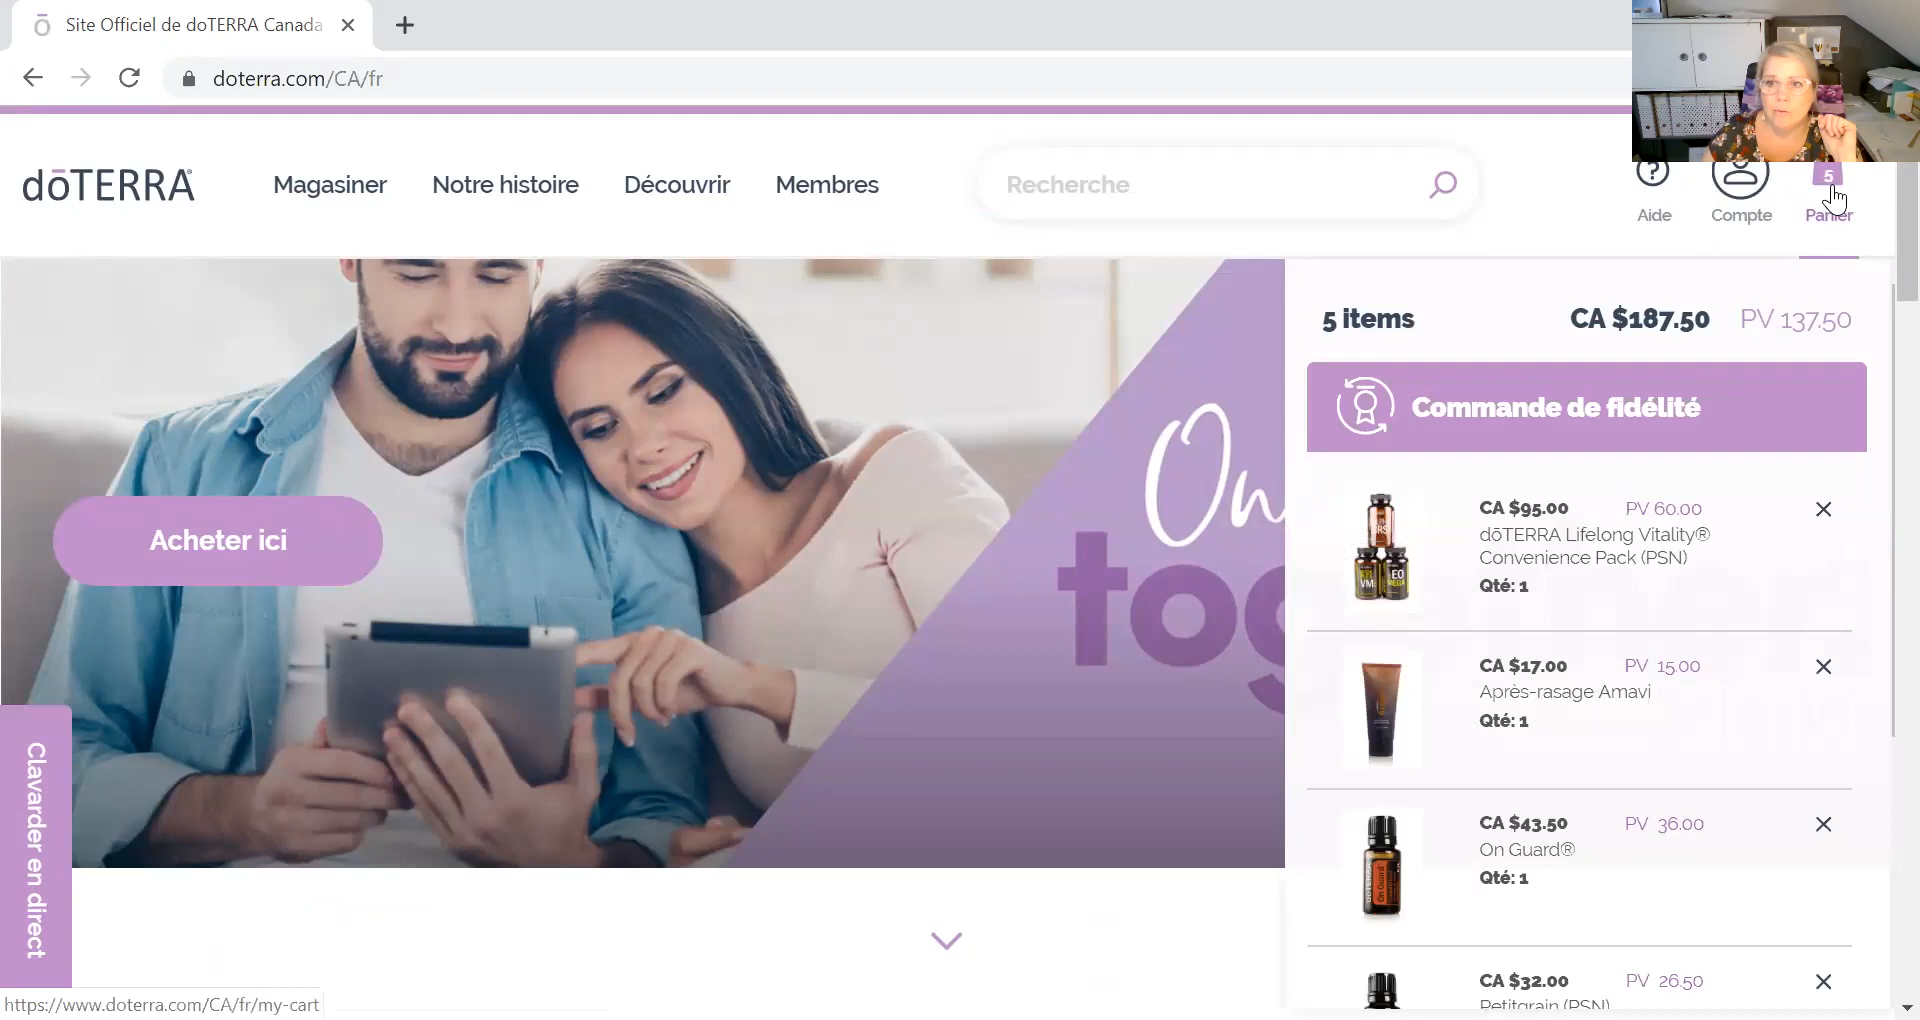 Site Officiel de doTERRA Canada
doterra.com/CA/fr
dōTERRA
Magasiner
Notre histoire
Découvrir
Membres
Recherche
Aide
Compte
5
Panier
5 items
CA $187.50
PV 137.50
Commande de fidélité
On
tog
Acheter ici
CA $95.00
PV 60.00
dōTERRA Lifelong Vitality®
Convenience Pack (PSN)
Qté: 1
CA $17.00
PV 15.00
Après-rasage Amavi
Qté: 1
CA $43.50
PV 36.00
On Guard®
Qté: 1
CA $32.00
PV 26.50
Petitgrain (PSN)
Clavarder en direct
https://www.doterra.com/CA/fr/my-cart